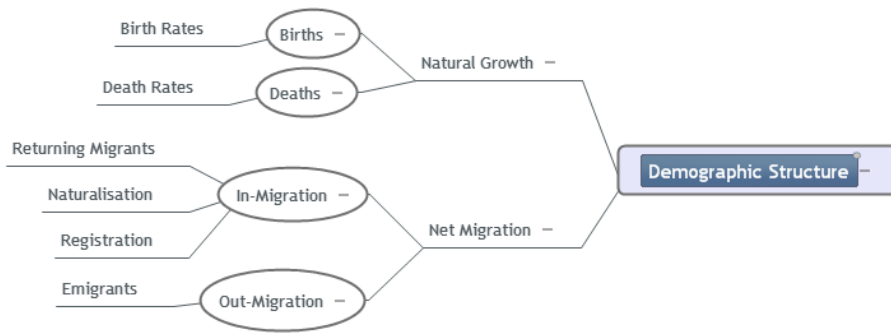 Birth Rates
Births
Natural Growth
Death Rates
Deaths
Returning Migrants
Demographic Structure
Naturalisation
In-Migration
Registration
Net Migration
Emigrants
Out-Migration